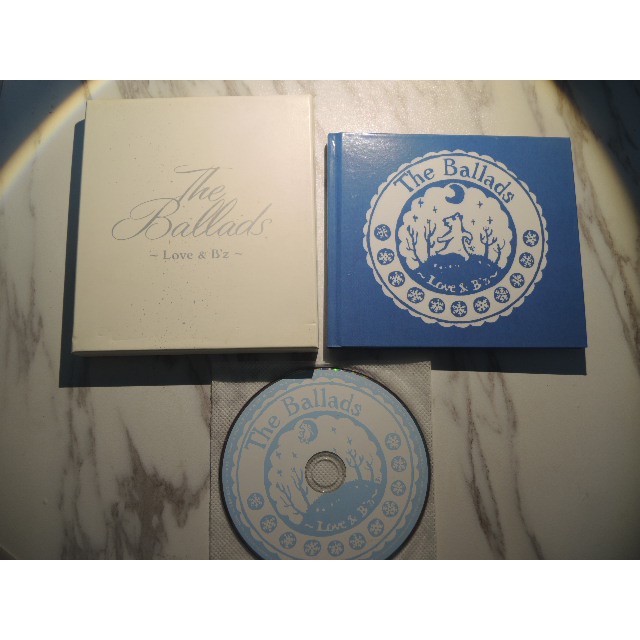 The
Ballads
~ Love & B'z ~
The Ballads
~ Love & B'z ~
The Ballads
~ Love & B'z ~